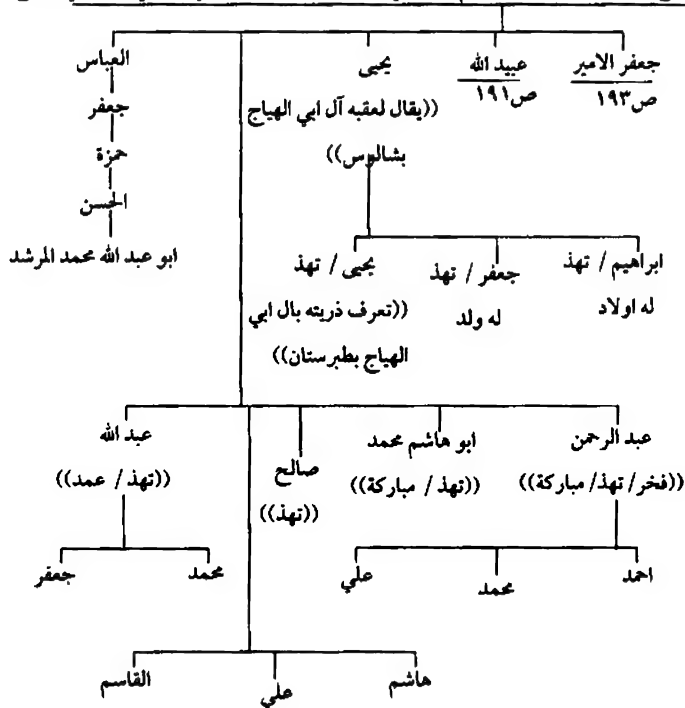 جعفر الامير
ص١٩٣
عبيد الله
ص١٩١
يحيى
((يقال لعقبه آل ابي الهياج
بشالوس))
العباس
جعفر
حمزة
الحسن
ابو عبد الله محمد المرشد
ابراهيم / تهذ
له اولاد
جعفر / تهذ
له ولد
يحيى / تهذ
((تعرف ذريته بال ابي
الهياج بطبرستان))
عبد الرحمن
((فخر/ تهذ/ مباركة))
ابو هاشم محمد
((تهذ / مباركة))
صالح
((تهذ))
عبد الله
((تهذ / عمد))
احمد
محمد
علي
محمد
جعفر
هاشم
علي
القاسم